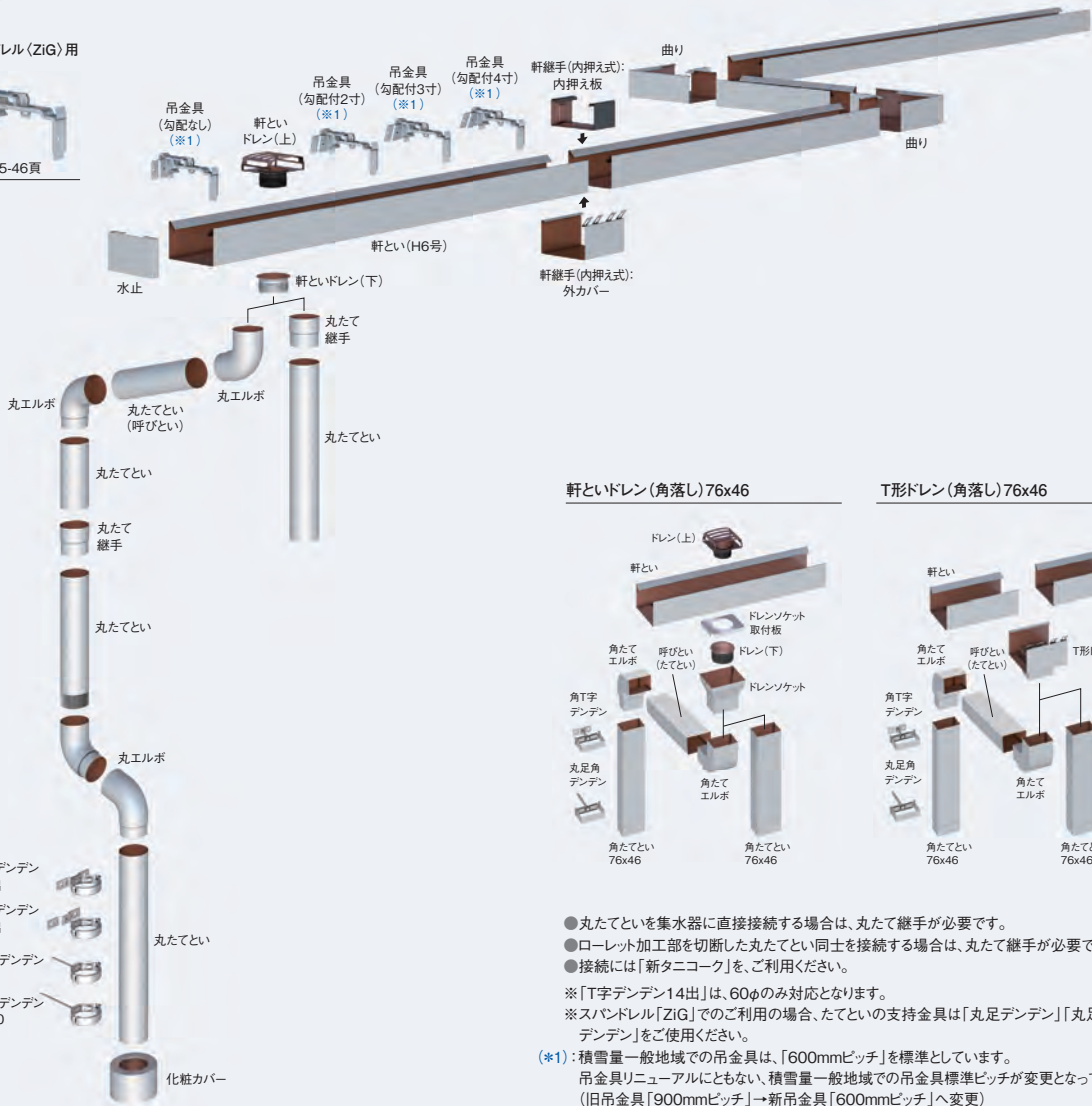 ドレル〈ZiG〉用
5-46頁
吊金具
(勾配なし)
(※1)
軒とい
ドレン(上)
吊金具
(勾配付2寸)
(※1)
吊金具
(勾配付3寸)
(※1)
吊金具
(勾配付4寸)
(※1)
軒継手(内押え式):
内押え板
曲り
曲り
軒とい(H6号)
軒継手(内押え式):
外カバー
水止
軒といドレン(下)
丸たて
継手
丸エルボ
丸たてとい
(呼びとい)
丸エルボ
丸たてとい
丸たてとい
丸たて
継手
丸たてとい
丸エルボ
デンデン
デンデン
デンデン
デンデン
0
丸たてとい
化粧カバー
軒といドレン(角落し)76x46
ドレン(上)
軒とい
ドレンソケット
取付板
ドレン(下)
ドレンソケット
角たて
エルボ
呼びとい
(たてとい)
角T字
デンデン
丸足角
デンデン
角たて
エルボ
角たてとい
76x46
角たてとい
76x46
T形ドレン(角落し)76x46
軒とい
角たて
エルボ
呼びとい
(たてとい)
T形
角T字
デンデン
丸足角
デンデン
角たて
エルボ
角たてとい
76x46
角たて
76x46
●丸たてといを集水器に直接接続する場合は、丸たて継手が必要です。
●ローレット加工部を切断した丸たてとい同士を接続する場合は、丸たて継手が必要で
●接続には「新タニコーク」を、ご利用ください。
※「T字デンデン14出」は、60φのみ対応となります。
※スパンドレル「ZiG」でのご利用の場合、たてといの支持金具は「丸足デンデン」「丸足
デンデン」をご使用ください。
(※1):積雪量一般地域での吊金具は、「600mmピッチ」を標準としています。
吊金具リニューアルにともない、積雪量一般地域での吊金具標準ピッチが変更となって
(旧吊金具「900mmピッチ」→新吊金具「600mmピッチ」へ変更)